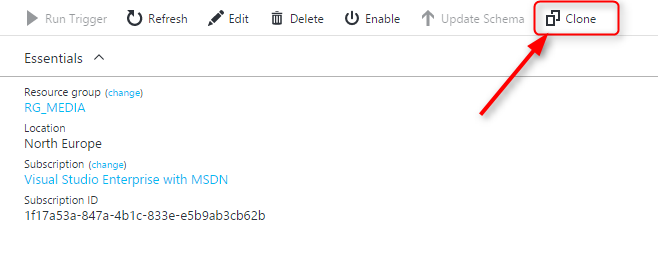 Run Trigger Refresh Edit Delete Enable Update Schema Clone
Essentials
Resource group (change)
RG_MEDIA
Location
North Europe
Subscription (change)
Visual Studio Enterprise with MSDN
Subscription ID
1f17a53a-847a-4b1c-833e-e5b9ab3cb62b